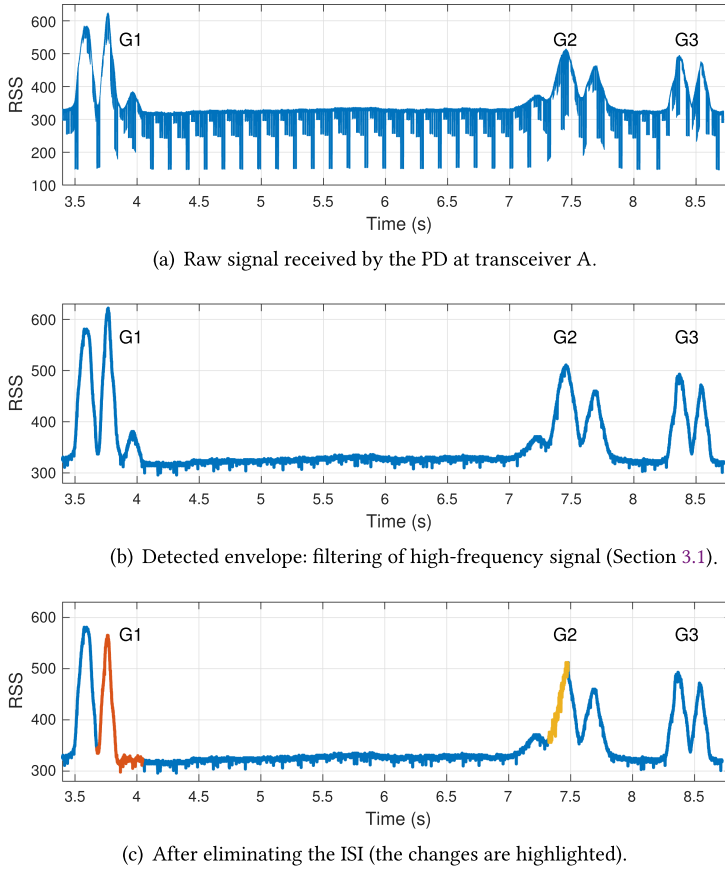 600
500
400
300
200
100
RSS
G1
G2
G3
3.5 4 4.5 5 5.5 6 6.5 7 7.5 8 8.5
Time (s)
(a) Raw signal received by the PD at transceiver A.
600
500
400
300
RSS
G1
G2
G3
3.5 4 4.5 5 5.5 6 6.5 7 7.5 8 8.5
Time (s)
(b) Detected envelope: filtering of high-frequency signal (Section 3.1).
600
500
400
300
RSS
G1
G2
G3
3.5 4 4.5 5 5.5 6 6.5 7 7.5 8 8.5
Time (s)
(c) After eliminating the ISI (the changes are highlighted).